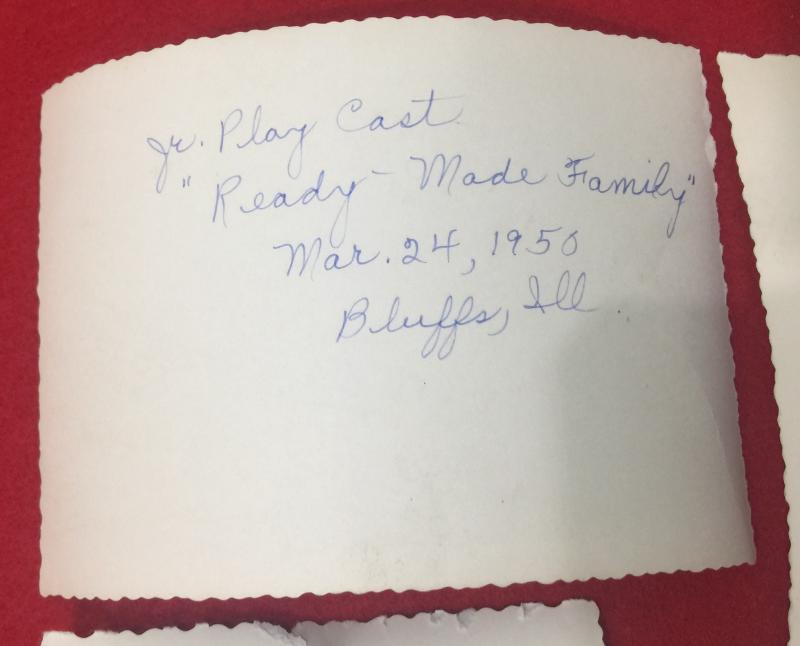 Jr. Play Cast
"Ready-Made Family"
Mar. 24, 1950
Bluffs, Ill.